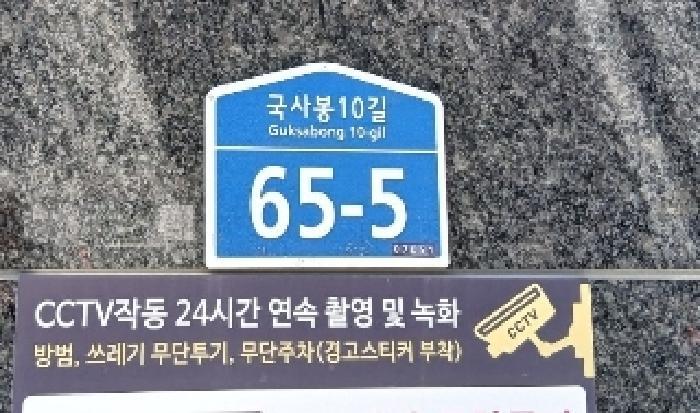 국사봉10길
Guksabong 10-gil
65-5
CCTV작동 24시간 연속 촬영 및 녹화
방범, 쓰레기 무단투기, 무단주차(경고스티커 부착)
CCTV